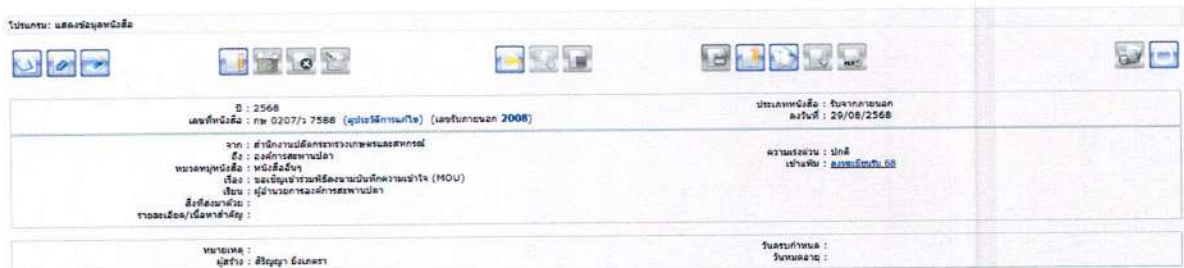 โปรแกรม: แสดงข้อมูลหนังสือ
ปี : 2568
ประเภทหนังสือ : รับจากภายนอก
เลขที่หนังสือ : กษ 0207/ว 7588 (ดูประวัติการแก้ไข) (เลขรับภายนอก 2008)
ลงวันที่ : 29/08/2568
จาก : สำนักงานปลัดกระทรวงเกษตรและสหกรณ์
ถึง : องค์การสะพานปลา
ความเร่งด่วน : ปกติ
หมวดหมู่หนังสือ : หนังสืออื่นๆ
เข้าแฟ้ม : ลงทะเบียนรับ 68
เรื่อง : ขอเชิญเข้าร่วมพิธีลงนามบันทึกความเข้าใจ (MOU)
เรียน : ผู้อำนวยการองค์การสะพานปลา
สิ่งที่ส่งมาด้วย :
รายละเอียด/เนื้อหาสำคัญ :
หมายเหตุ :
วันครบกำหนด :
ผู้สร้าง : สิริญญา ยิ่งเภตรา
วันหมดอายุ :